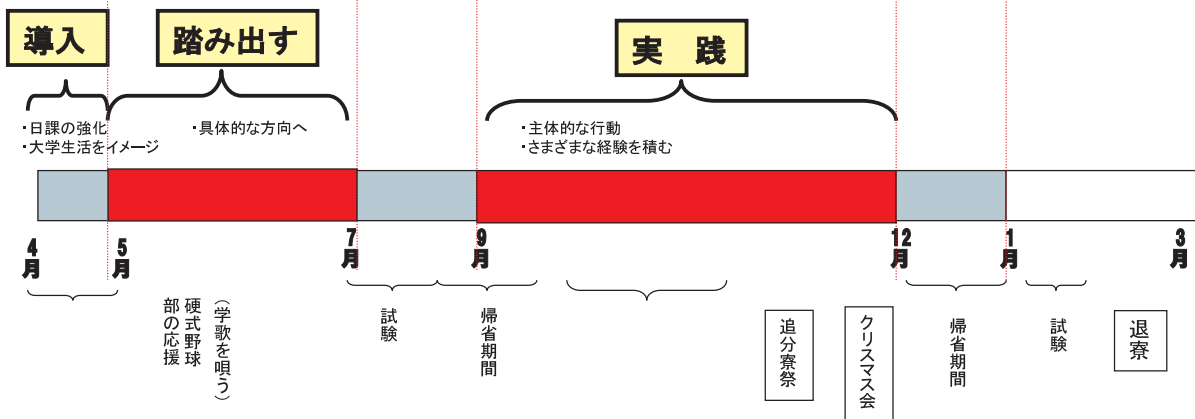 導入
踏み出す
実 践
・日課の強化
・大学生活をイメージ
・具体的な方向へ
・主体的な行動
・さまざまな経験を積む
4月
5月
7月
9月
12月
1月
3月
(学歌を唄う)
硬式野球
部の応援
試験
帰省期間
追分寮祭
クリスマス会
帰省期間
試験
退寮